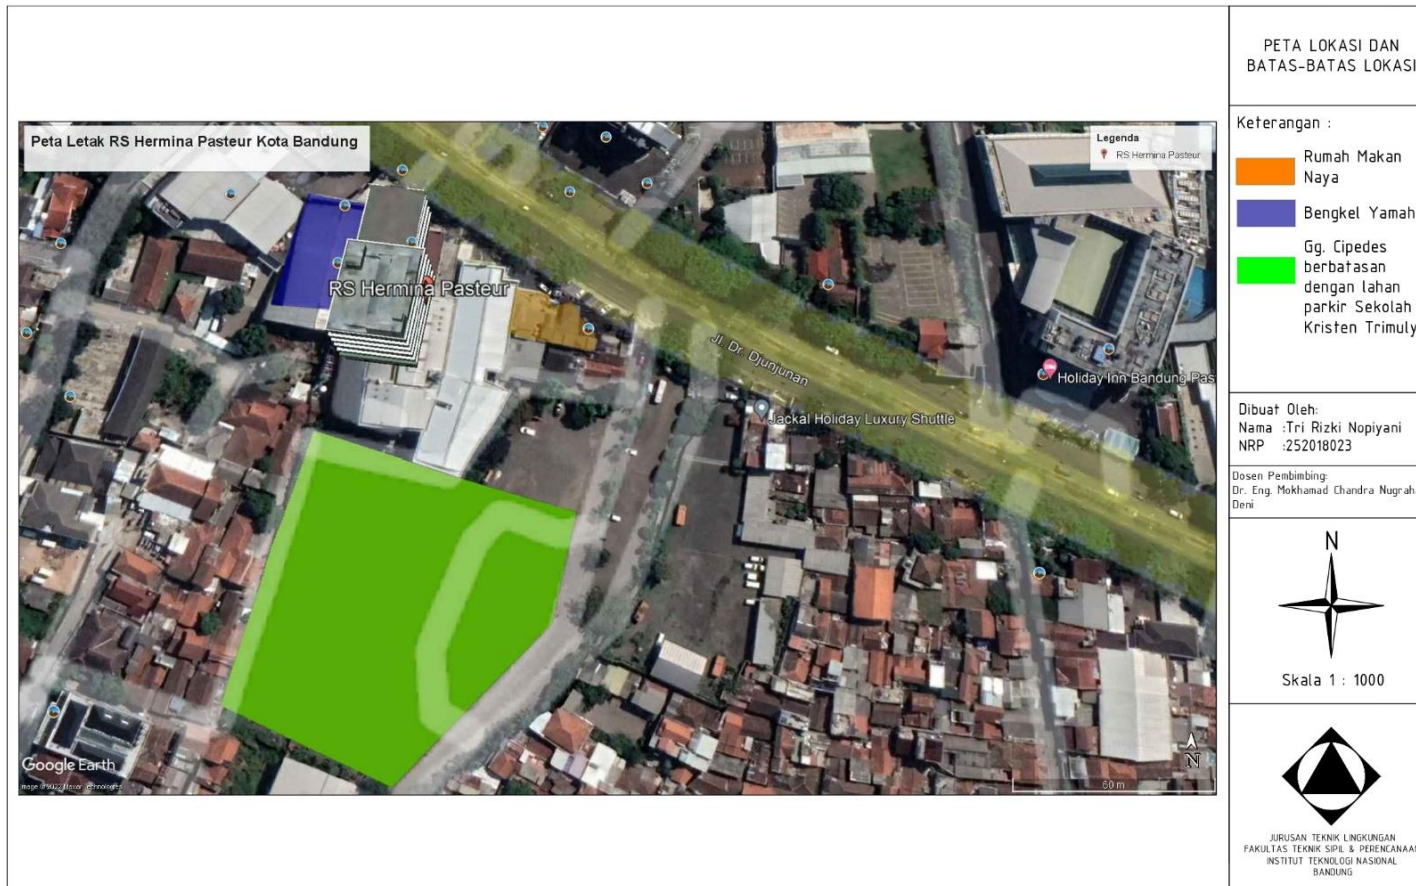 PETA LOKASI DAN
BATAS-BATAS LOKASI
Peta Letak RS Hermina Pasteur Kota Bandung
Legenda
RS Hermina Pasteur
RS Hermina Pasteur
Jl. Dr. Djunjunan
Holiday Inn Bandung Pas
Jackal Holiday Luxury Shuttle
Google Earth
N
60 m
Keterangan :
Rumah Makan
Naya
Bengkel Yamah
Gg. Cipedes
berbatasan
dengan lahan
parkir Sekolah
Kristen Trimuly
Dibuat Oleh:
Nama :Tri Rizki Nopiyani
NRP :252018023
Dosen Pembimbing:
Dr. Eng. Mokhamad Chandra Nugrah
Deni
N
Skala 1 : 1000
JURUSAN TEKNIK LINGKUNGAN
FAKULTAS TEKNIK SIPIL & PERENCANAAN
INSTITUT TEKNOLOGI NASIONAL
BANDUNG